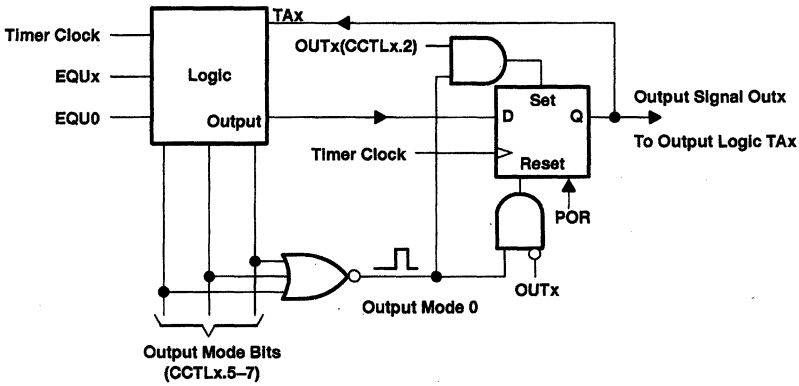 TAx
Timer Clock
OUTx(CCTLx.2)
EQUx
Logic
EQU0
Output
Set
D
Q
Output Signal Outx
To Output Logic TAx
Timer Clock
Reset
POR
OUTx
Output Mode 0
Output Mode Bits
(CCTLx.5–7)